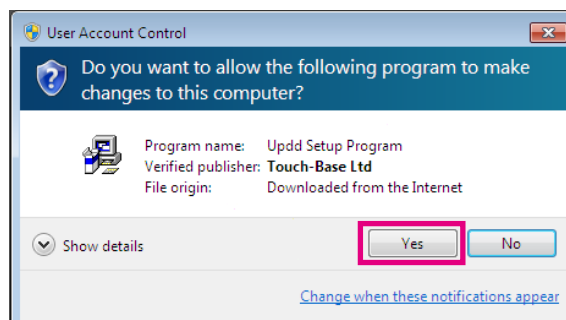 User Account Control
Do you want to allow the following program to make
changes to this computer?
Program name: Updd Setup Program
Verified publisher: Touch-Base Ltd
File origin: Downloaded from the Internet
Show details
Yes
No
Change when these notifications appear